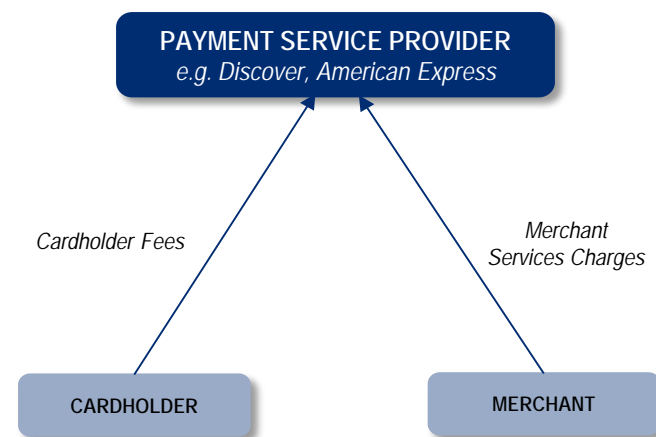 PAYMENT SERVICE PROVIDER
e.g. Discover, American Express
Cardholder Fees
Merchant
Services Charges
CARDHOLDER
MERCHANT